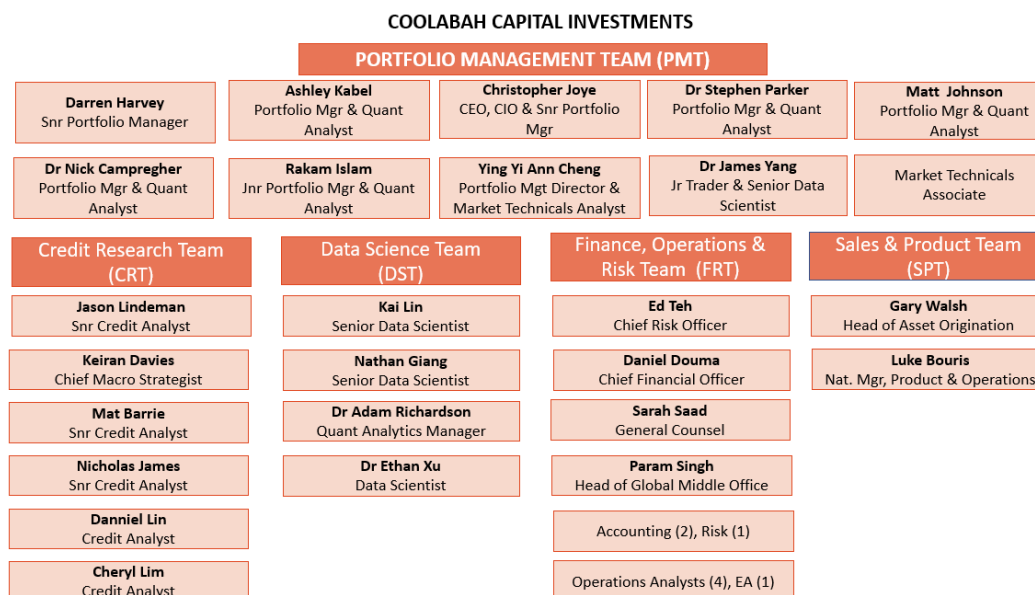 COOLABAH CAPITAL INVESTMENTS
PORTFOLIO MANAGEMENT TEAM (PMT)
Darren Harvey
Snr Portfolio Manager
Ashley Kabel
Portfolio Mgr & Quant
Analyst
Christopher Joye
CEO, CIO & Snr Portfolio
Mgr
Dr Stephen Parker
Portfolio Mgr & Quant
Analyst
Matt Johnson
Portfolio Mgr & Quant
Analyst
Dr Nick Campregher
Portfolio Mgr & Quant
Analyst
Rakam Islam
Jnr Portfolio Mgr & Quant
Analyst
Ying Yi Ann Cheng
Portfolio Mgt Director &
Market Technicals Analyst
Dr James Yang
Jr Trader & Senior Data
Scientist
Market Technicals
Associate
Credit Research Team
(CRT)
Jason Lindeman
Snr Credit Analyst
Keiran Davies
Chief Macro Strategist
Mat Barrie
Snr Credit Analyst
Nicholas James
Snr Credit Analyst
Danniel Lin
Credit Analyst
Cheryl Lim
Credit Analyst
Data Science Team
(DST)
Kai Lin
Senior Data Scientist
Nathan Giang
Senior Data Scientist
Dr Adam Richardson
Quant Analytics Manager
Dr Ethan Xu
Data Scientist
Finance, Operations &
Risk Team (FRT)
Ed Teh
Chief Risk Officer
Daniel Douma
Chief Financial Officer
Sarah Saad
General Counsel
Param Singh
Head of Global Middle Office
Accounting (2), Risk (1)
Operations Analysts (4), EA (1)
Sales & Product Team
(SPT)
Gary Walsh
Head of Asset Origination
Luke Bouris
Nat. Mgr, Product & Operations